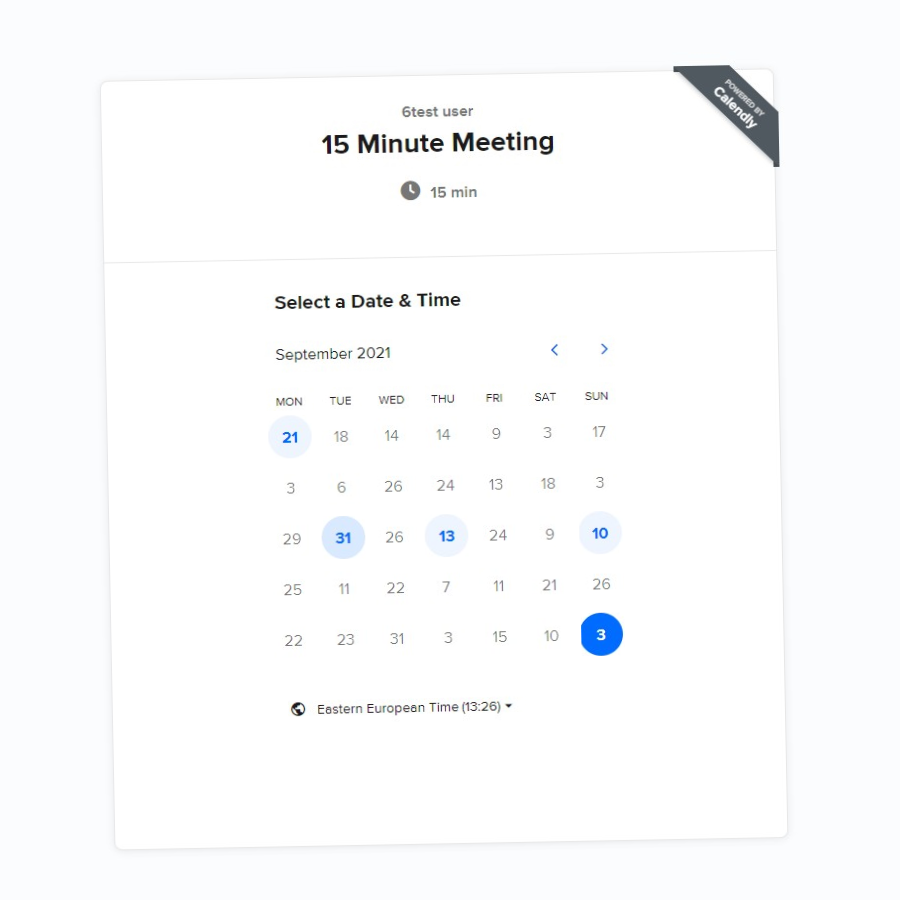 POWERED BY
Calendly
6test user
15 Minute Meeting
15 min
Select a Date & Time
September 2021
MON TUE WED THU FRI SAT SUN
21 18 14 14 9 3 17
3 6 26 24 13 18 3
29 31 26 13 24 9 10
25 11 22 7 11 21 26
22 23 31 3 15 10 3
Eastern European Time (13:26)